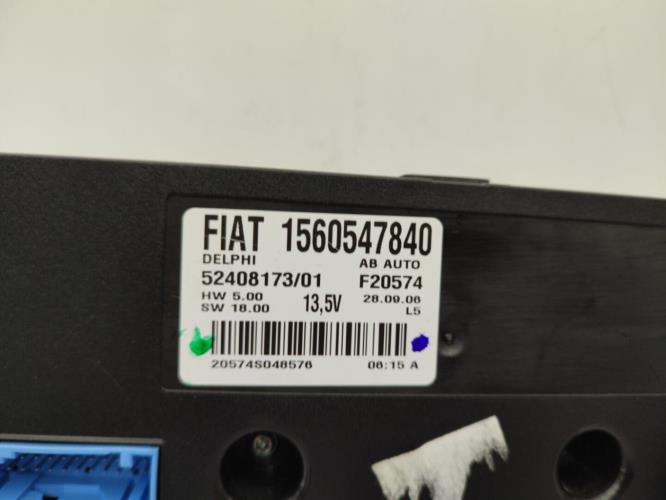 FIAT 1560547840
DELPHI AB AUTO
52408173/01 F20574
HW 5.00 13,5V 28.09.06
SW 18.00 L5
20574S048576 06:15 A